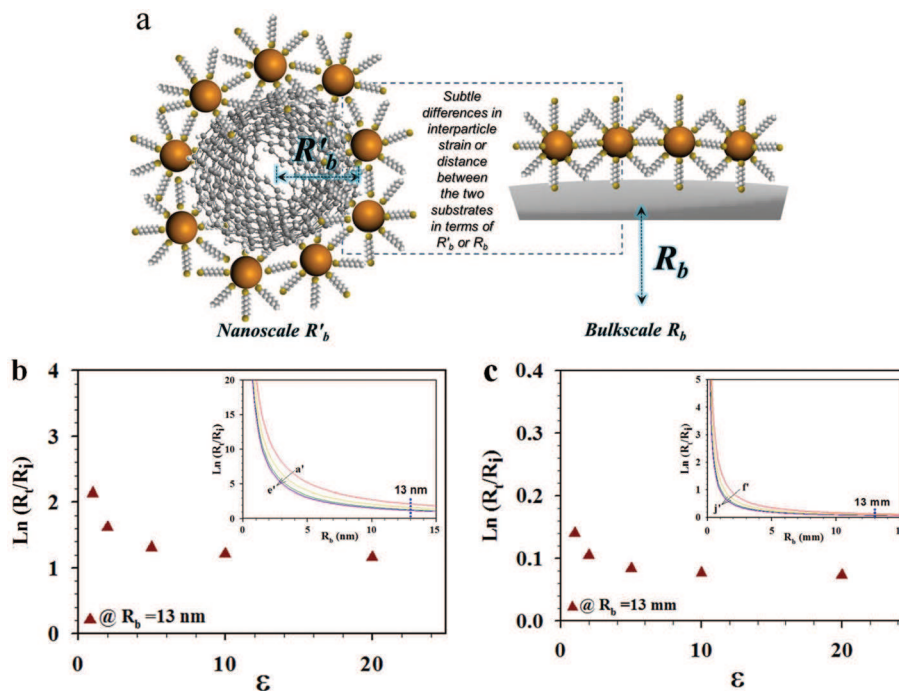 a
R'b
Subtle
differences in
interparticle
strain or
distance
between
the two
substrates
in terms of
R'b or Rb
Rb
Nanoscale R'b
Bulkscale Rb
b
Ln (Rt/Ri)
4
3
2
1
0
0
10
20
ε
@ Rb =13 nm
Ln (Rt/Ri)
20
15
10
5
0
0
5
10
15
Rb (nm)
a'
e'
13 nm
c
Ln (Rt/Ri)
0.4
0.3
0.2
0.1
0.0
0
10
20
ε
@ Rb =13 mm
Ln (Rt/Ri)
5
4
3
2
1
0
0
5
10
15
Rb (mm)
f'
j'
13 mm